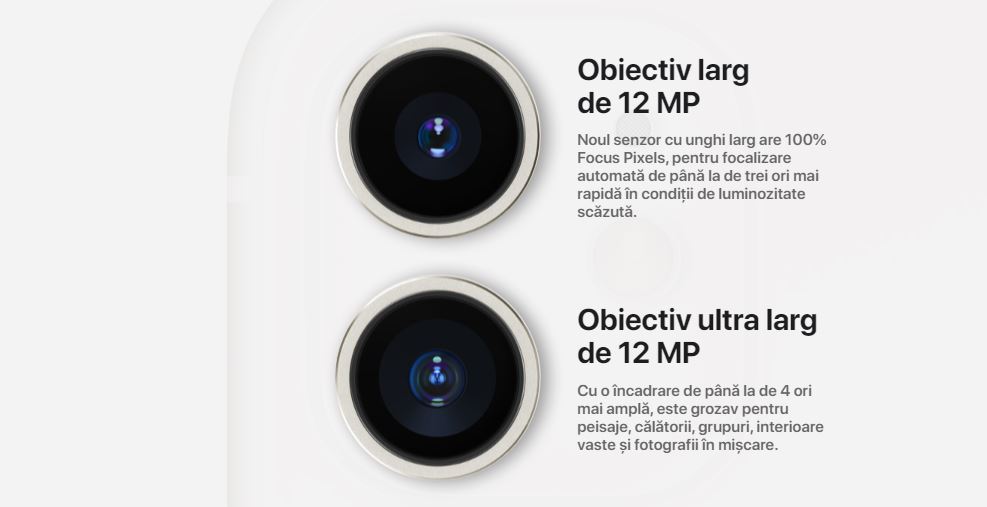 Obiectiv larg
de 12 MP
Noul senzor cu unghi larg are 100%
Focus Pixels, pentru focalizare
automată de până la de trei ori mai
rapidă în condiții de luminozitate
scăzută.
Obiectiv ultra larg
de 12 MP
Cu o încadrare de până la de 4 ori
mai amplă, este grozav pentru
peisaje, călătorii, grupuri, interioare
vaste și fotografii în mișcare.